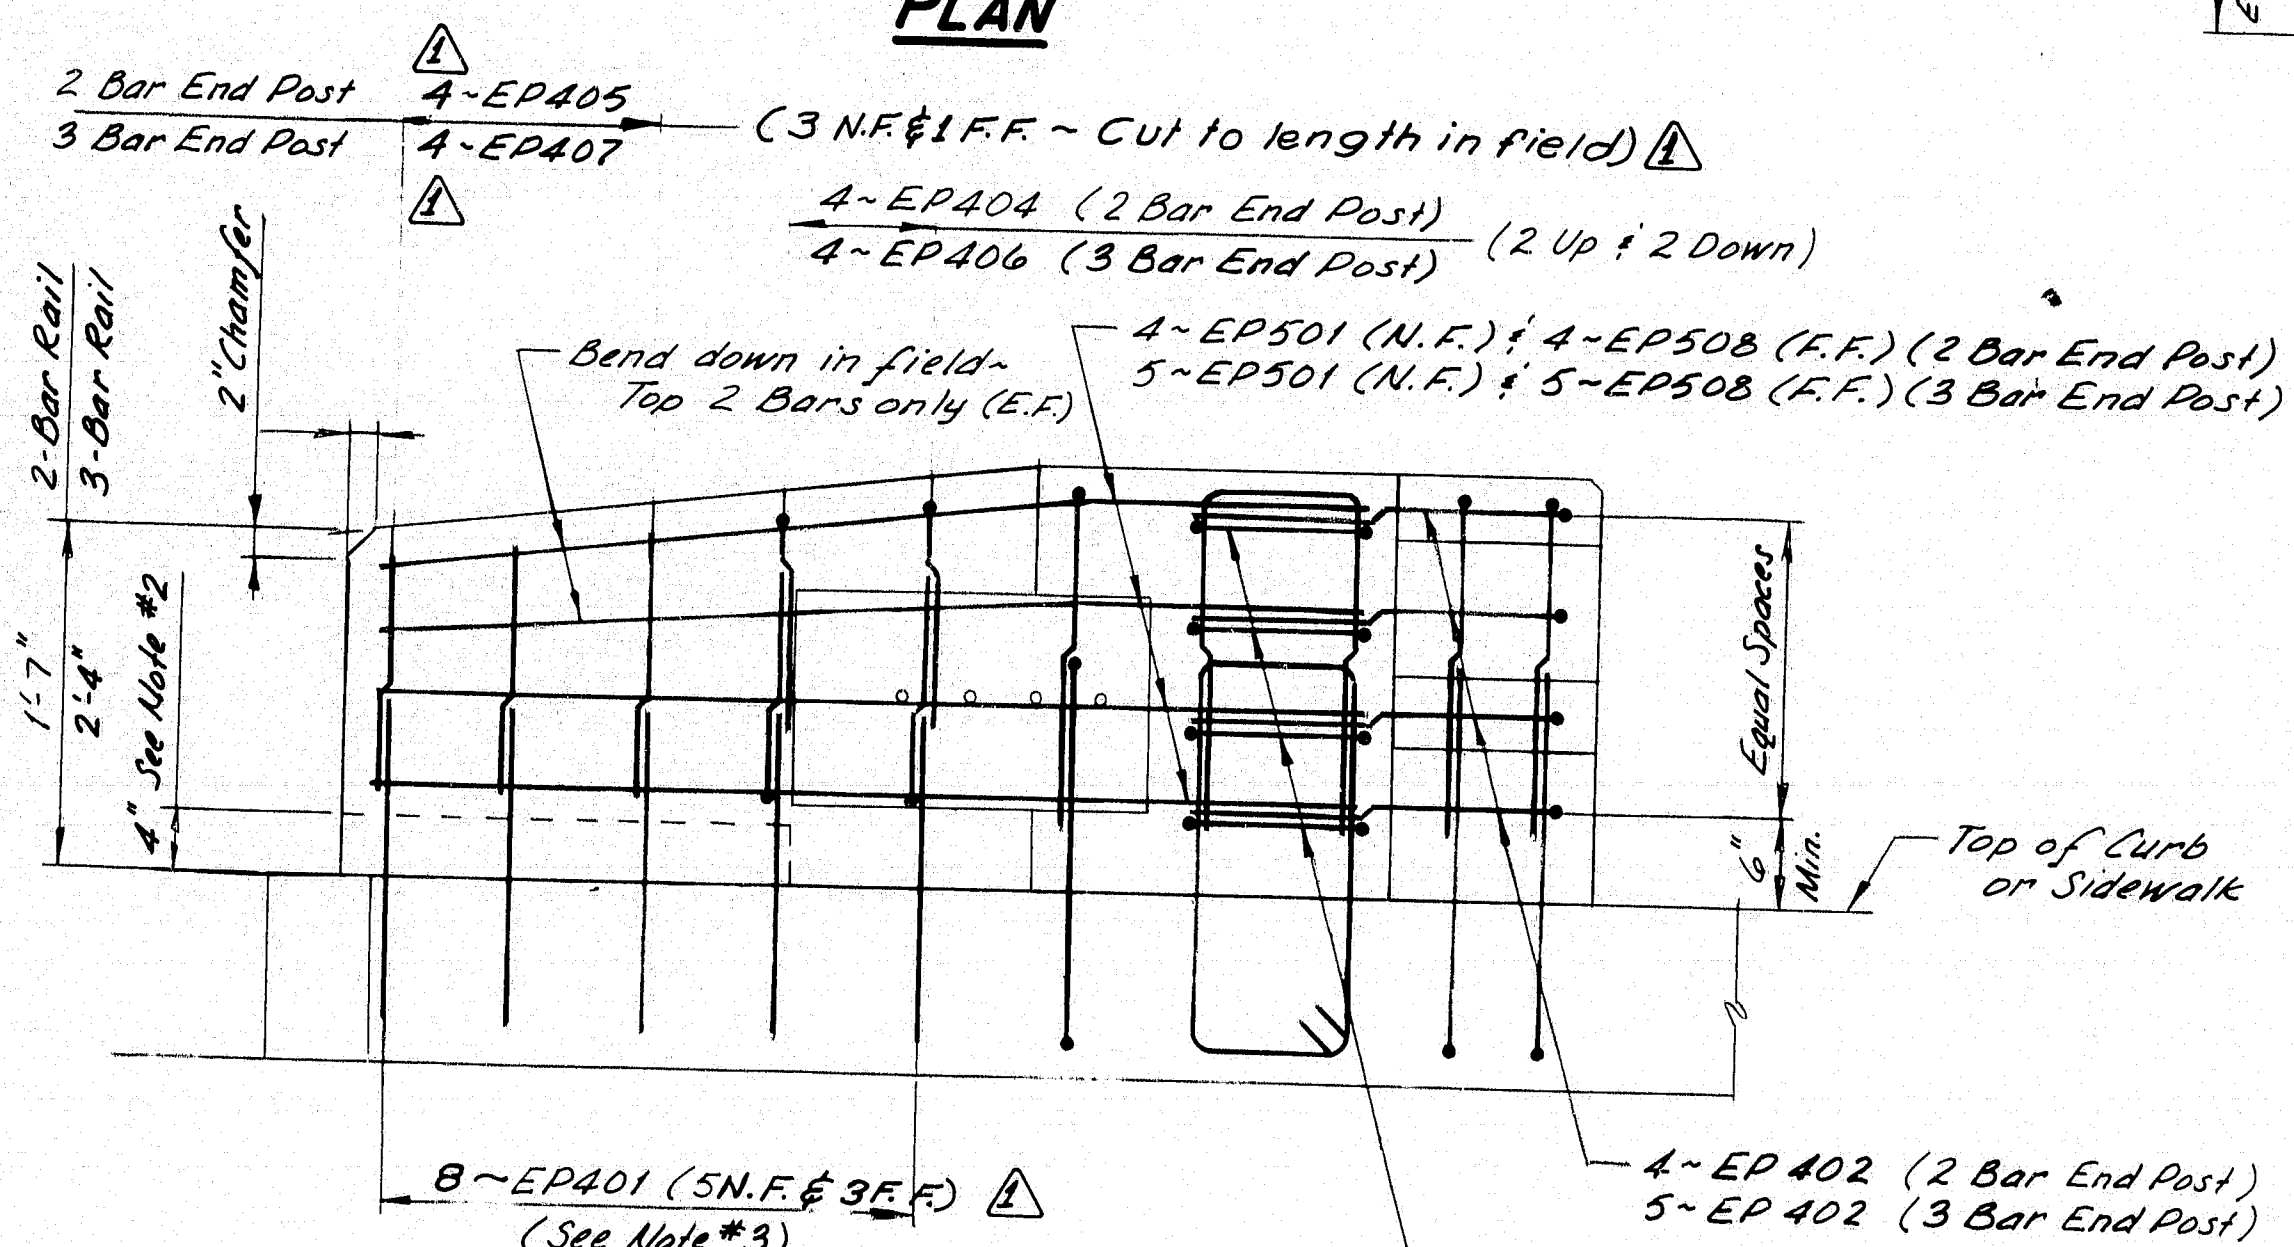 PLAN
1
2 Bar End Post 4~EP405
3 Bar End Post 4~EP407
1
(3 N.F. & 1 F.F. ~ Cut to length in field) 1
4~EP404 (2 Bar End Post)
4~EP406 (3 Bar End Post)
(2 Up & 2 Down)
2-Bar Rail
3-Bar Rail
2" Chamfer
Bend down in field~
Top 2 Bars only (E.F.)
4~EP501 (N.F.) & 4~EP508 (F.F.) (2 Bar End Post)
5~EP501 (N.F.) & 5~EP508 (F.F.) (3 Bar End Post)
1'-7"
2'-4"
4" See Note #2
Equal Spaces
6"
Min.
Top of Curb
or Sidewalk
8~EP401 (5N.F. & 3F.F.) 1
(See Note #3)
4~EP402 (2 Bar End Post)
5~EP402 (3 Bar End Post)